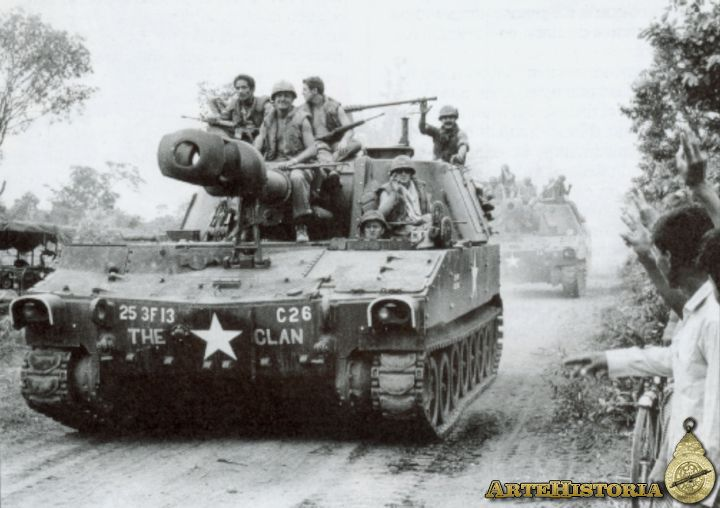 25 3F13 C26
THE CLAN
ARTEHISTORIA